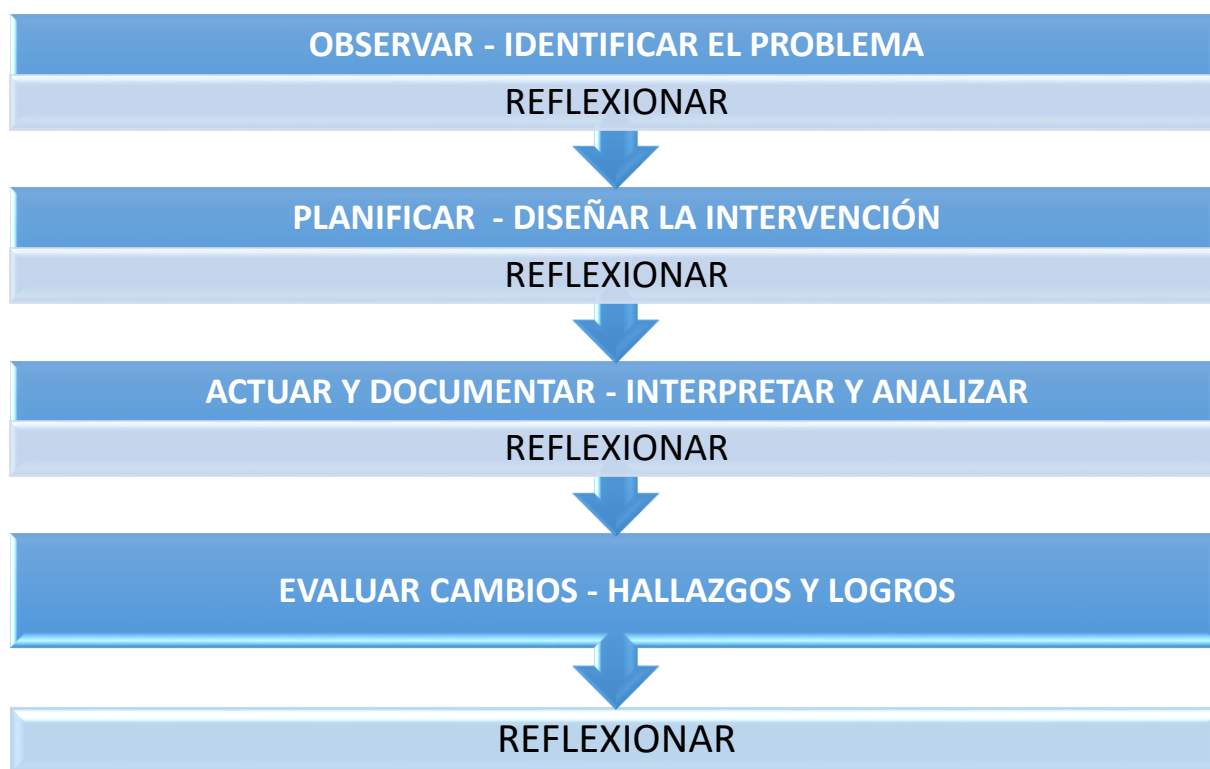 OBSERVAR - IDENTIFICAR EL PROBLEMA
REFLEXIONAR
PLANIFICAR - DISEÑAR LA INTERVENCIÓN
REFLEXIONAR
ACTUAR Y DOCUMENTAR - INTERPRETAR Y ANALIZAR
REFLEXIONAR
EVALUAR CAMBIOS - HALLAZGOS Y LOGROS
REFLEXIONAR